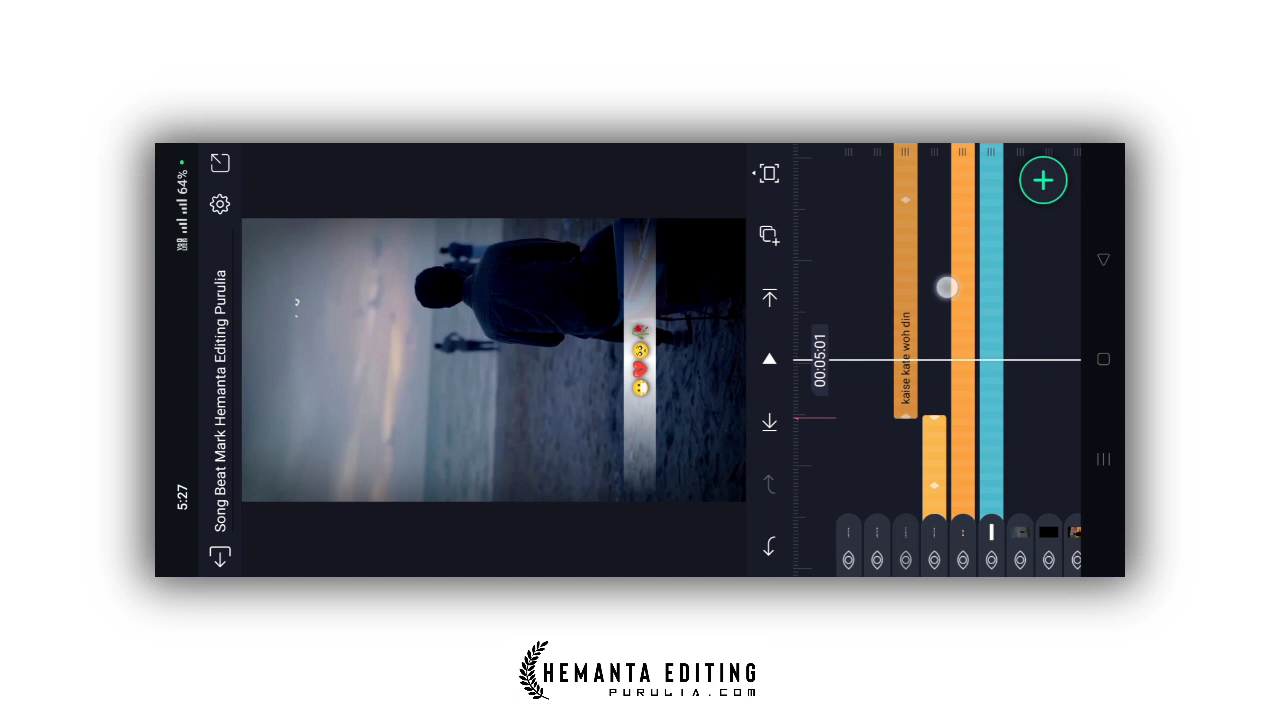 5:27
64%
Song Beat Mark Hemanta Editing Purulia
00:05:01
kaise kate woh din
HEMANTA EDITING
PURULIA.COM